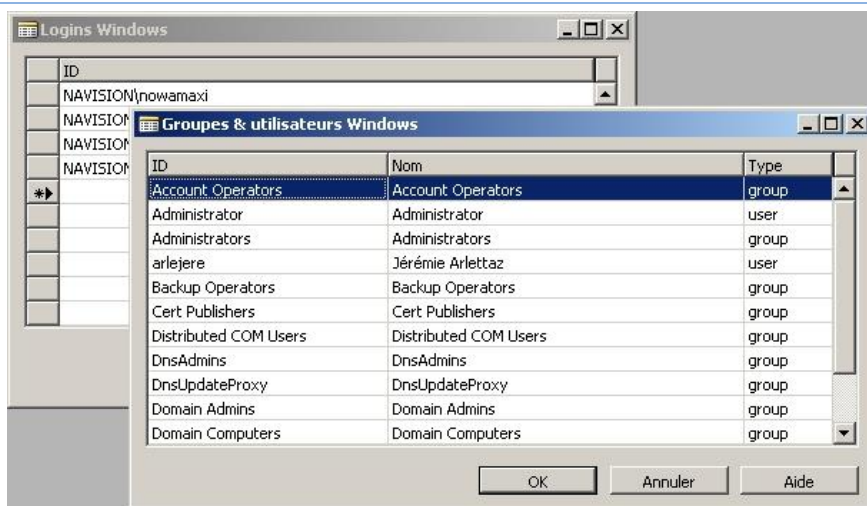 Logins Windows
ID
NAVISION\nowamaxi
NAVISION
NAVISION
NAVISION
Groupes & utilisateurs Windows
ID Nom Type
Account Operators Account Operators group
Administrator Administrator user
Administrators Administrators group
arlejere Jérémie Arlettaz user
Backup Operators Backup Operators group
Cert Publishers Cert Publishers group
Distributed COM Users Distributed COM Users group
DnsAdmins DnsAdmins group
DnsUpdateProxy DnsUpdateProxy group
Domain Admins Domain Admins group
Domain Computers Domain Computers group
OK Annuler Aide